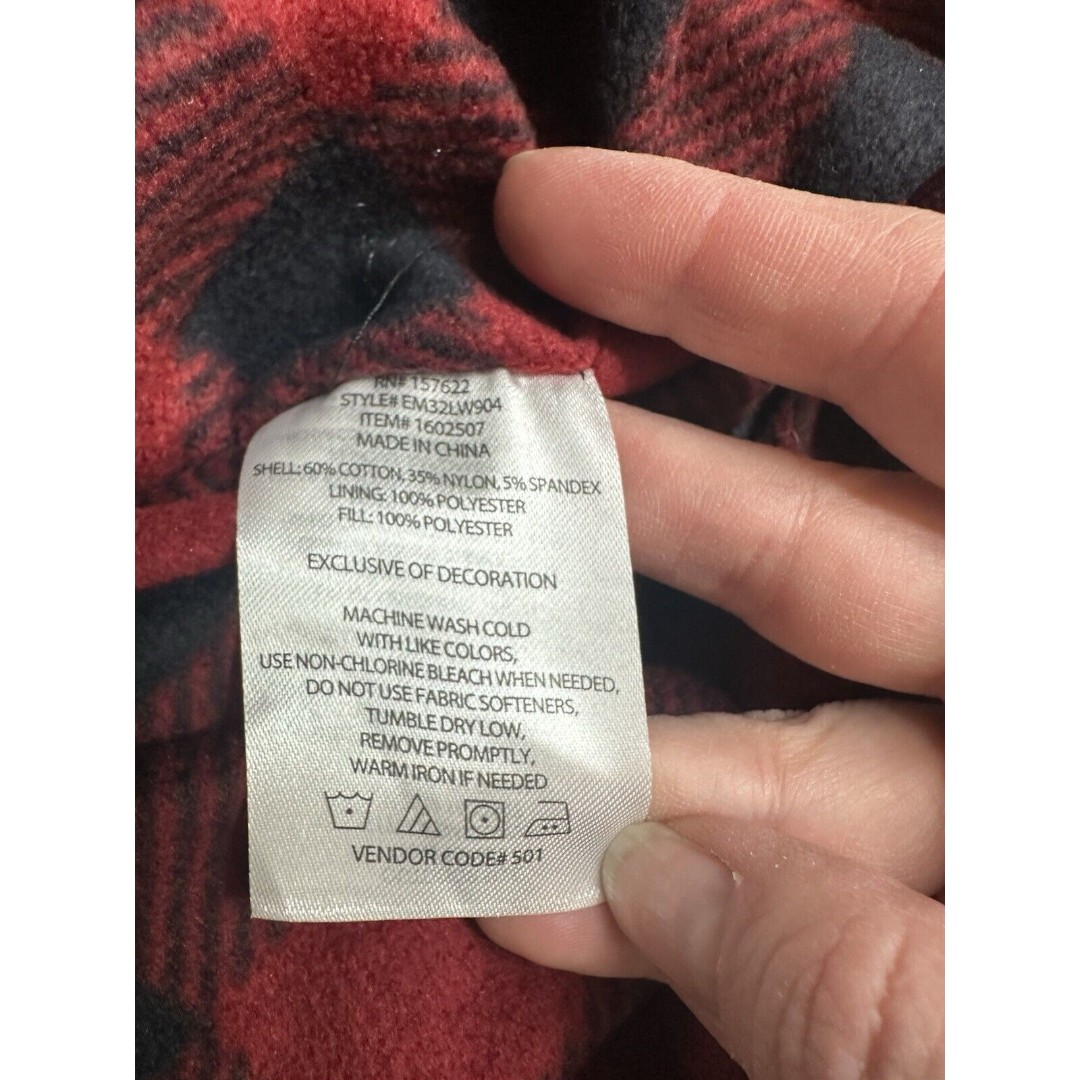 RN# 157622
STYLE# EM32LW904
ITEM# 1602507
MADE IN CHINA
SHELL: 60% COTTON, 35% NYLON, 5% SPANDEX
LINING: 100% POLYESTER
FILL: 100% POLYESTER
EXCLUSIVE OF DECORATION
MACHINE WASH COLD
WITH LIKE COLORS,
USE NON-CHLORINE BLEACH WHEN NEEDED,
DO NOT USE FABRIC SOFTENERS,
TUMBLE DRY LOW,
REMOVE PROMPTLY,
WARM IRON IF NEEDED
VENDOR CODE# 501